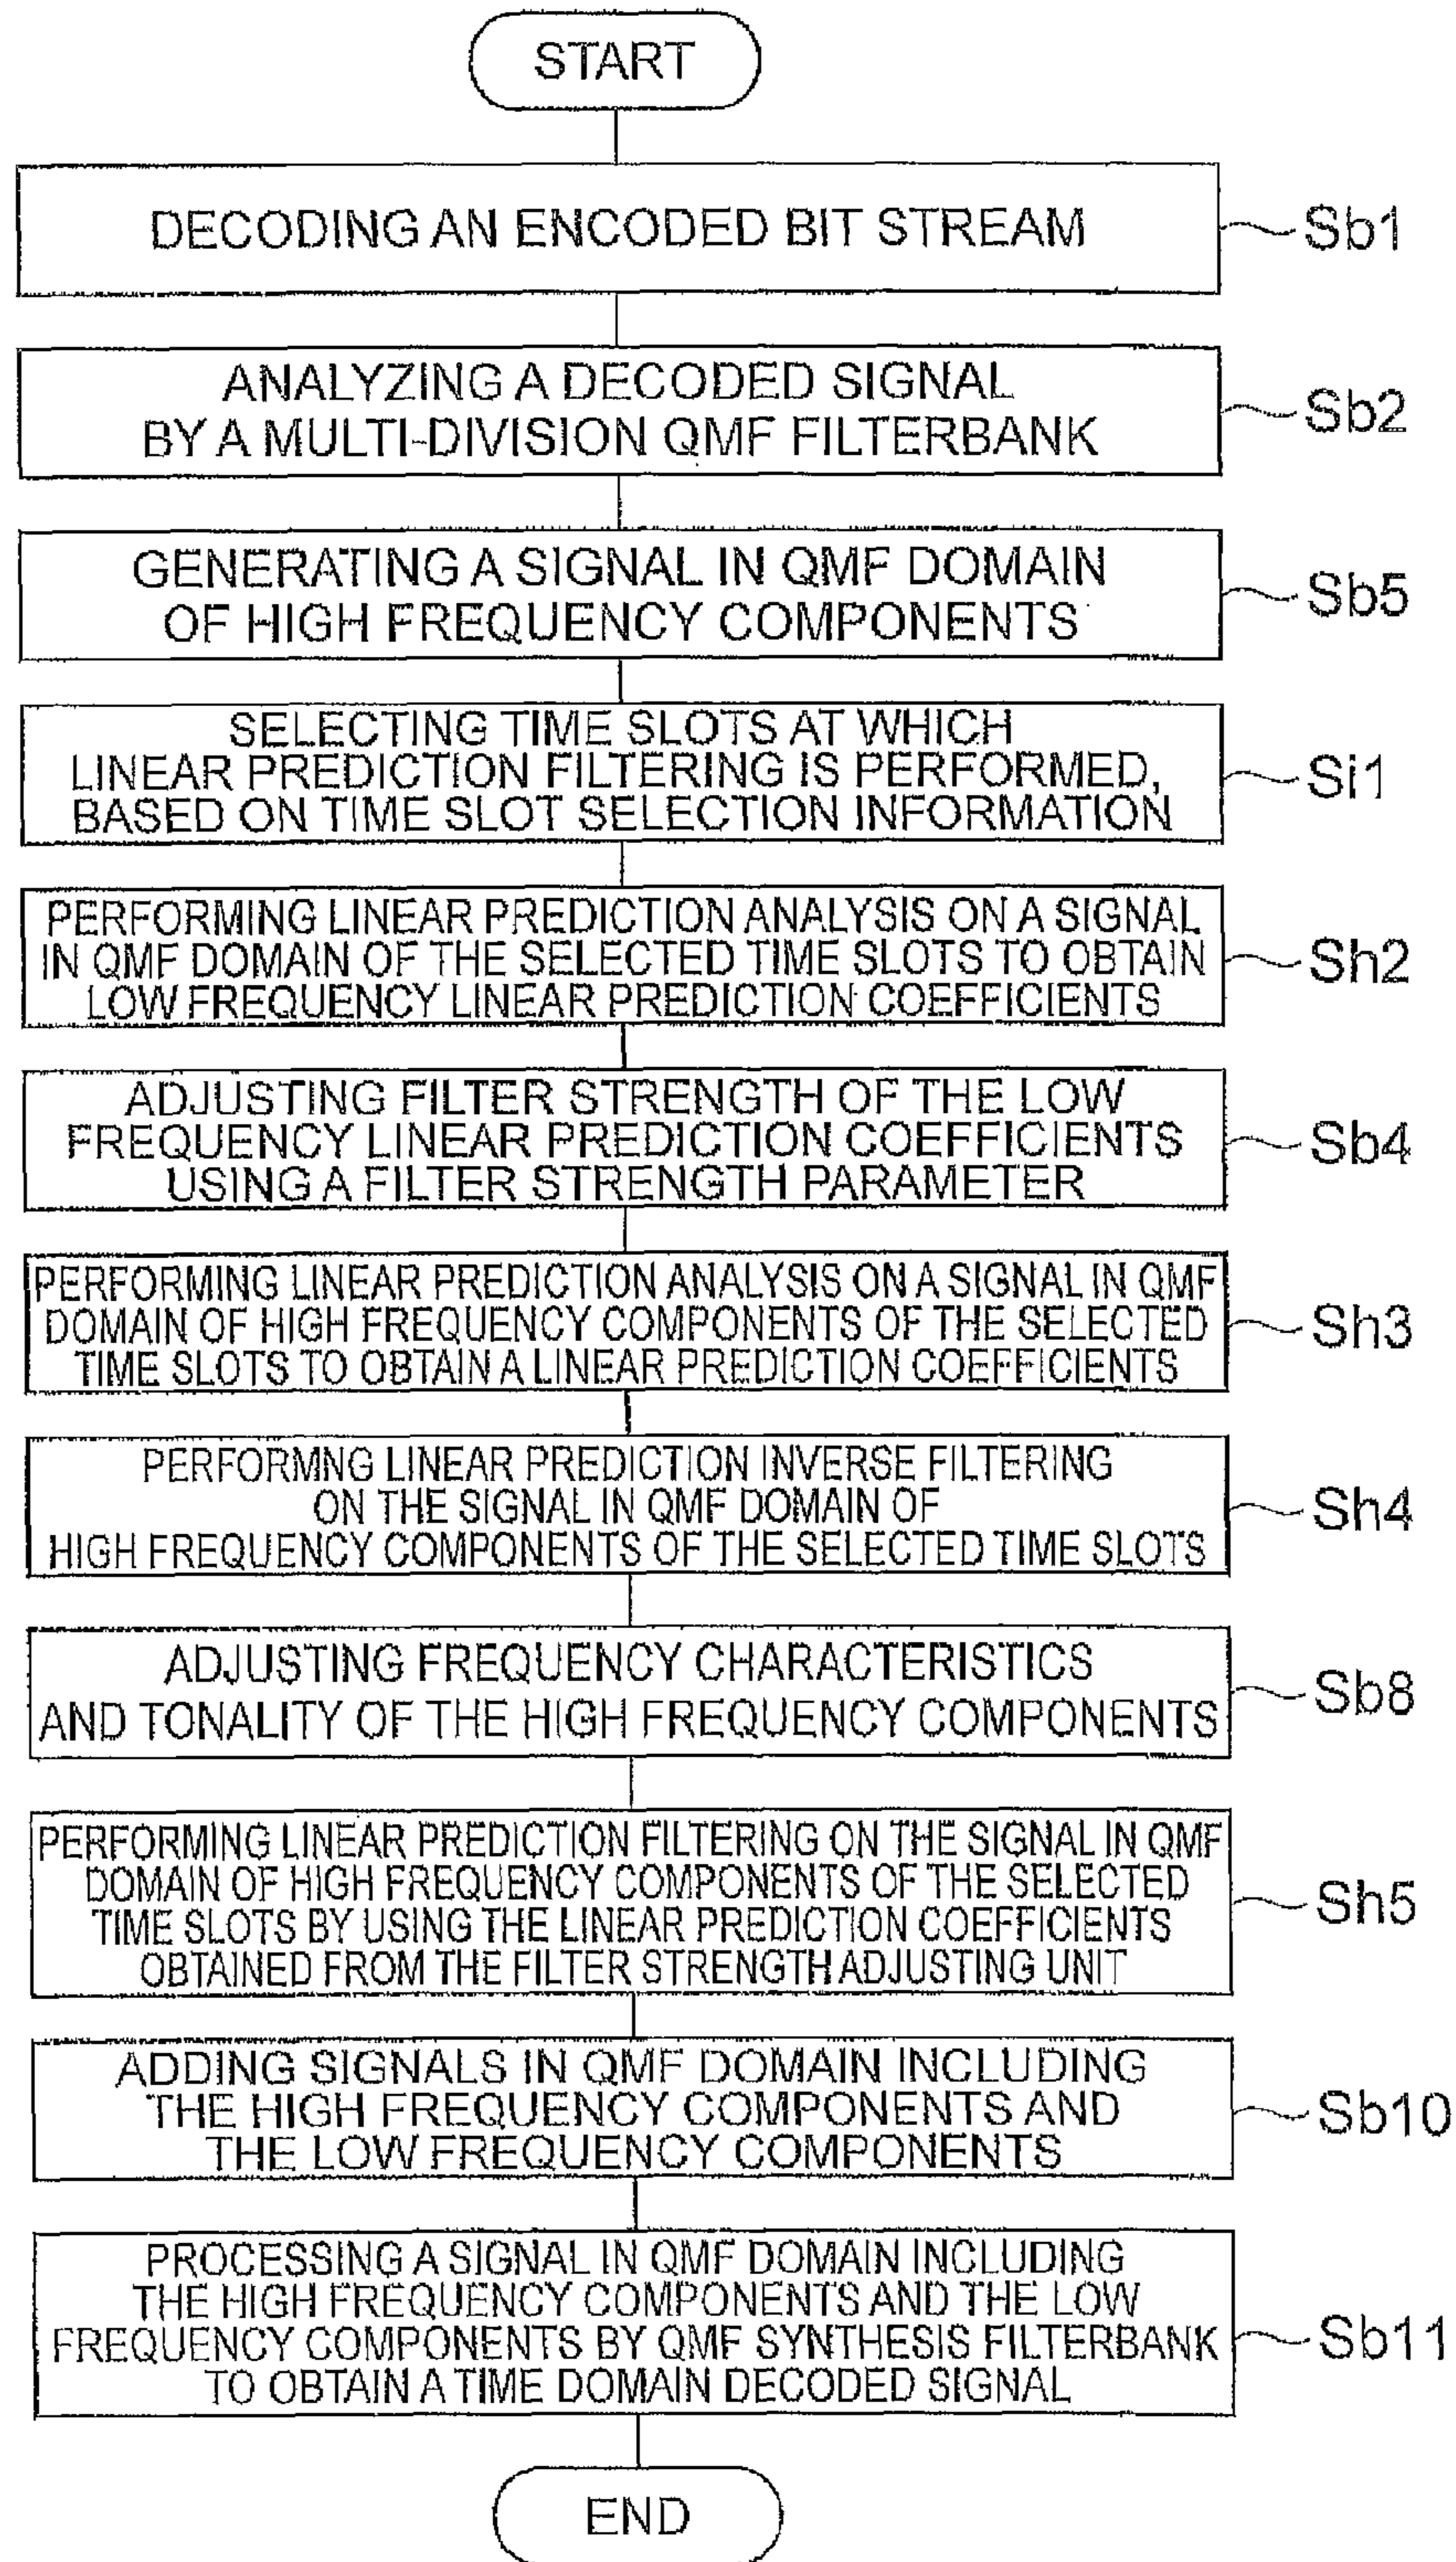 START
DECODING AN ENCODED BIT STREAM
Sb1
ANALYZING A DECODED SIGNAL
BY A MULTI-DIVISION QMF FILTERBANK
Sb2
GENERATING A SIGNAL IN QMF DOMAIN
OF HIGH FREQUENCY COMPONENTS
Sb5
SELECTING TIME SLOTS AT WHICH
LINEAR PREDICTION FILTERING IS PERFORMED,
BASED ON TIME SLOT SELECTION INFORMATION
Si1
PERFORMING LINEAR PREDICTION ANALYSIS ON A SIGNAL
IN QMF DOMAIN OF THE SELECTED TIME SLOTS TO OBTAIN
LOW FREQUENCY LINEAR PREDICTION COEFFICIENTS
Sh2
ADJUSTING FILTER STRENGTH OF THE LOW
FREQUENCY LINEAR PREDICTION COEFFICIENTS
USING A FILTER STRENGTH PARAMETER
Sb4
PERFORMING LINEAR PREDICTION ANALYSIS ON A SIGNAL IN QMF
DOMAIN OF HIGH FREQUENCY COMPONENTS OF THE SELECTED
TIME SLOTS TO OBTAIN A LINEAR PREDICTION COEFFICIENTS
Sh3
PERFORMNG LINEAR PREDICTION INVERSE FILTERING
ON THE SIGNAL IN QMF DOMAIN OF
HIGH FREQUENCY COMPONENTS OF THE SELECTED TIME SLOTS
Sh4
ADJUSTING FREQUENCY CHARACTERISTICS
AND TONALITY OF THE HIGH FREQUENCY COMPONENTS
Sb8
PERFORMING LINEAR PREDICTION FILTERING ON THE SIGNAL IN QMF
DOMAIN OF HIGH FREQUENCY COMPONENTS OF THE SELECTED
TIME SLOTS BY USING THE LINEAR PREDICTION COEFFICIENTS
OBTAINED FROM THE FILTER STRENGTH ADJUSTING UNIT
Sh5
ADDING SIGNALS IN QMF DOMAIN INCLUDING
THE HIGH FREQUENCY COMPONENTS AND
THE LOW FREQUENCY COMPONENTS
Sb10
PROCESSING A SIGNAL IN QMF DOMAIN INCLUDING
THE HIGH FREQUENCY COMPONENTS AND THE LOW
FREQUENCY COMPONENTS BY QMF SYNTHESIS FILTERBANK
TO OBTAIN A TIME DOMAIN DECODED SIGNAL
Sb11
END